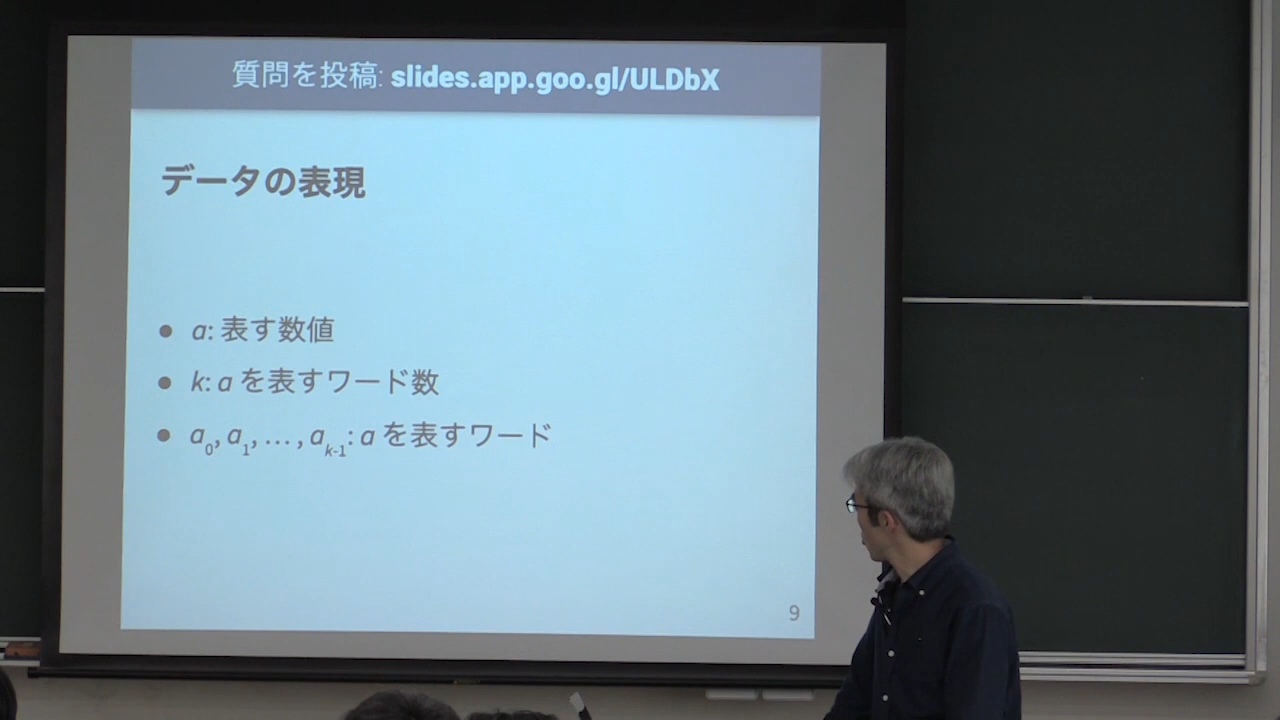 質問を投稿: slides.app.goo.gl/ULDbX
データの表現
● a: 表す数値
● k: a を表すワード数
● a0, a1, … , ak-1: a を表すワード
9